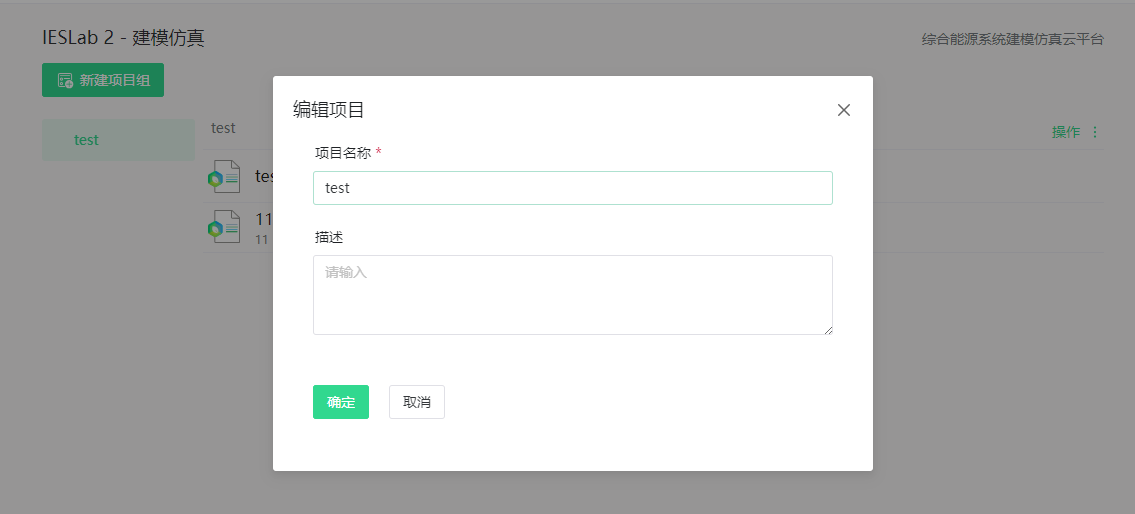 IESLab 2 - 建模仿真
综合能源系统建模仿真云平台
新建项目组
test
test
操作
tes
11
11
编辑项目
项目名称 *
test
描述
请输入
确定
取消